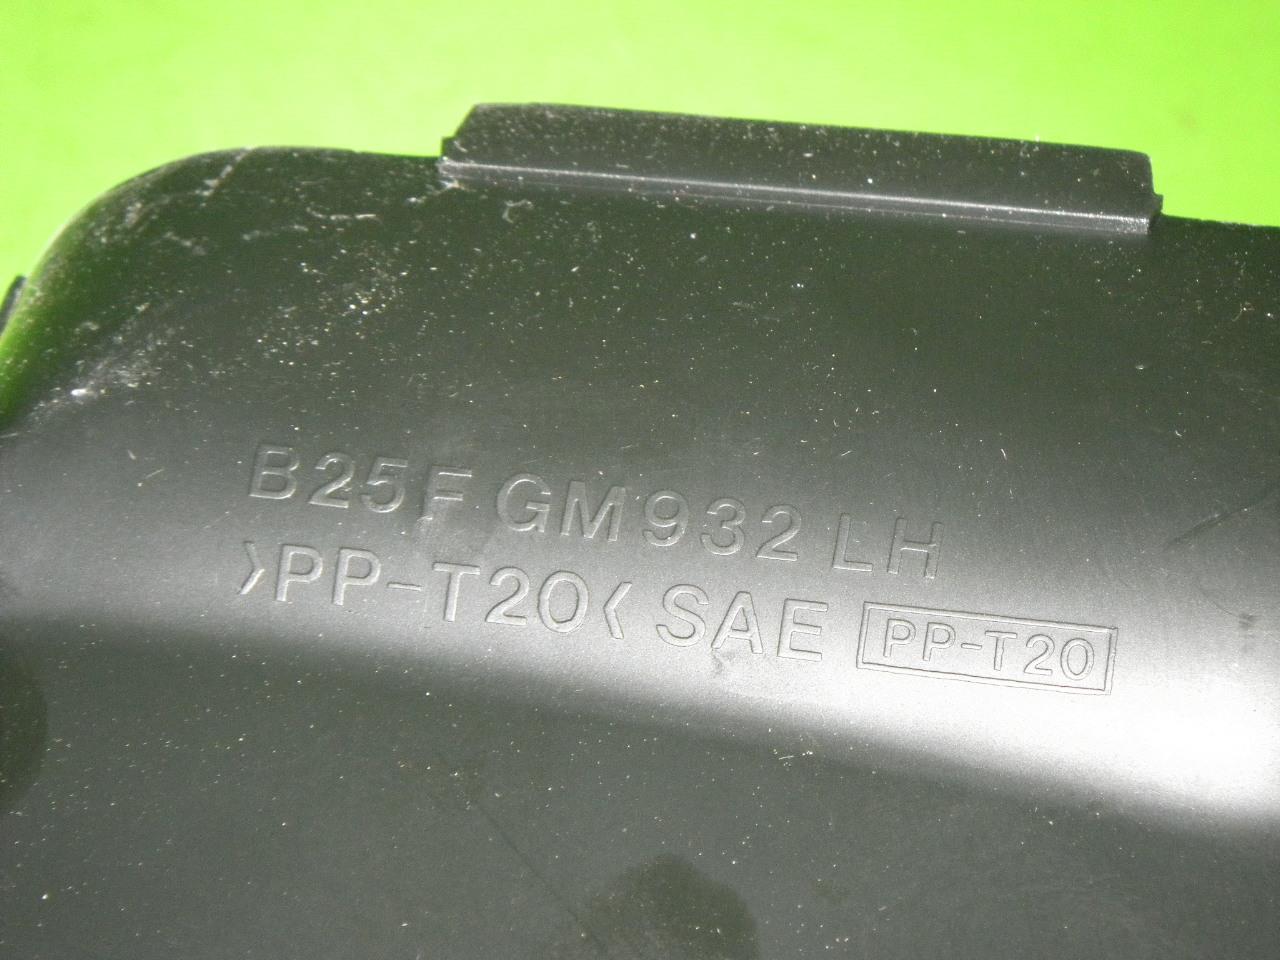 B25F GM932 LH
>PP-T20< SAE PP-T20